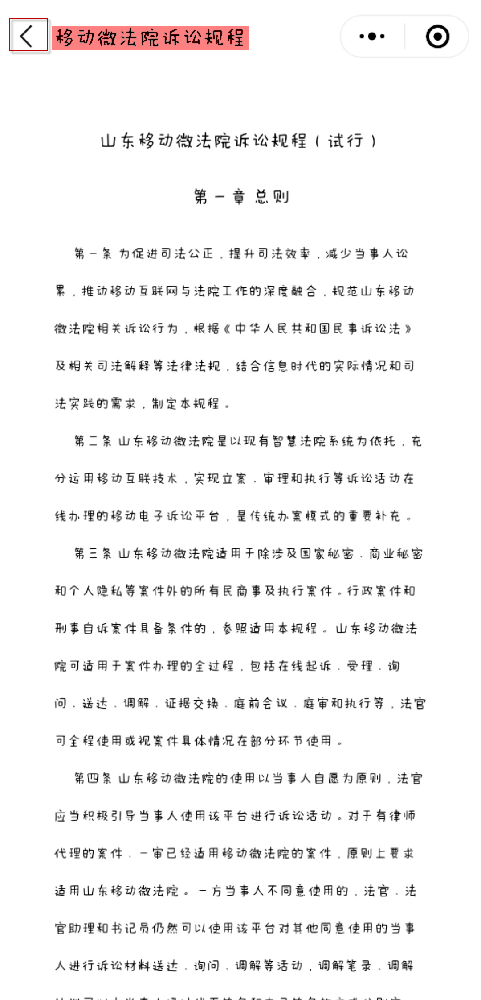 移动微法院诉讼规程
山东移动微法院诉讼规程（试行）
第一章 总则
第一条 为促进司法公正，提升司法效率，减少当事人讼
累，推动移动互联网与法院工作的深度融合，规范山东移动
微法院相关诉讼行为，根据《中华人民共和国民事诉讼法》
及相关司法解释等法律法规，结合信息时代的实际情况和司
法实践的需求，制定本规程。
第二条 山东移动微法院是以现有智慧法院系统为依托，充
分运用移动互联技术，实现立案、审理和执行等诉讼活动在
线办理的移动电子诉讼平台，是传统办案模式的重要补充。
第三条 山东移动微法院适用于除涉及国家秘密、商业秘密
和个人隐私等案件外的所有民商事及执行案件。行政案件和
刑事自诉案件具备条件的，参照适用本规程。山东移动微法
院可适用于案件办理的全过程，包括在线起诉、受理、询
问、送达、调解、证据交换、庭前会议、庭审和执行等，法官
可全程使用或视案件具体情况在部分环节使用。
第四条 山东移动微法院的使用以当事人自愿为原则，法官
应当积极引导当事人使用该平台进行诉讼活动。对于有律师
代理的案件、一审已经适用移动微法院的案件，原则上要求
适用山东移动微法院。一方当事人不同意使用的，法官、法
官助理和书记员仍然可以使用该平台对其他同意使用的当事
人进行诉讼材料送达、询问、调解等活动，调解笔录、调解